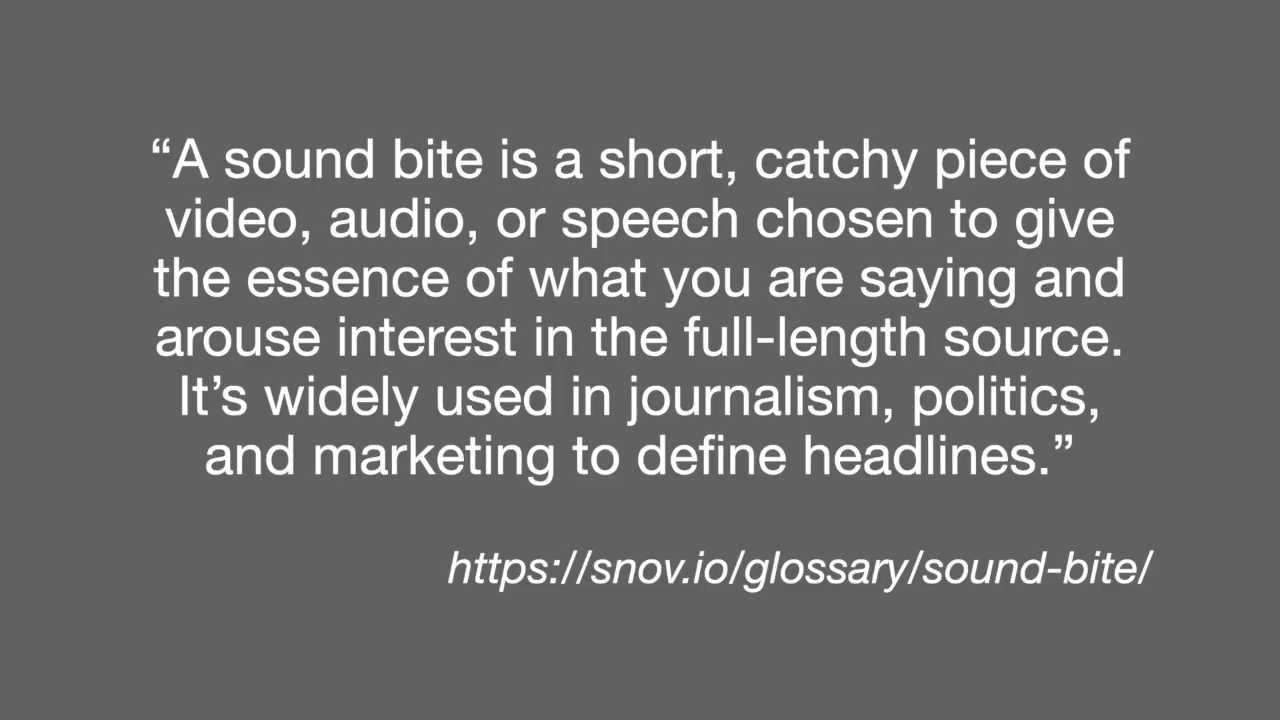 “A sound bite is a short, catchy piece of
video, audio, or speech chosen to give
the essence of what you are saying and
arouse interest in the full-length source.
It’s widely used in journalism, politics,
and marketing to define headlines.”
https://snov.io/glossary/sound-bite/